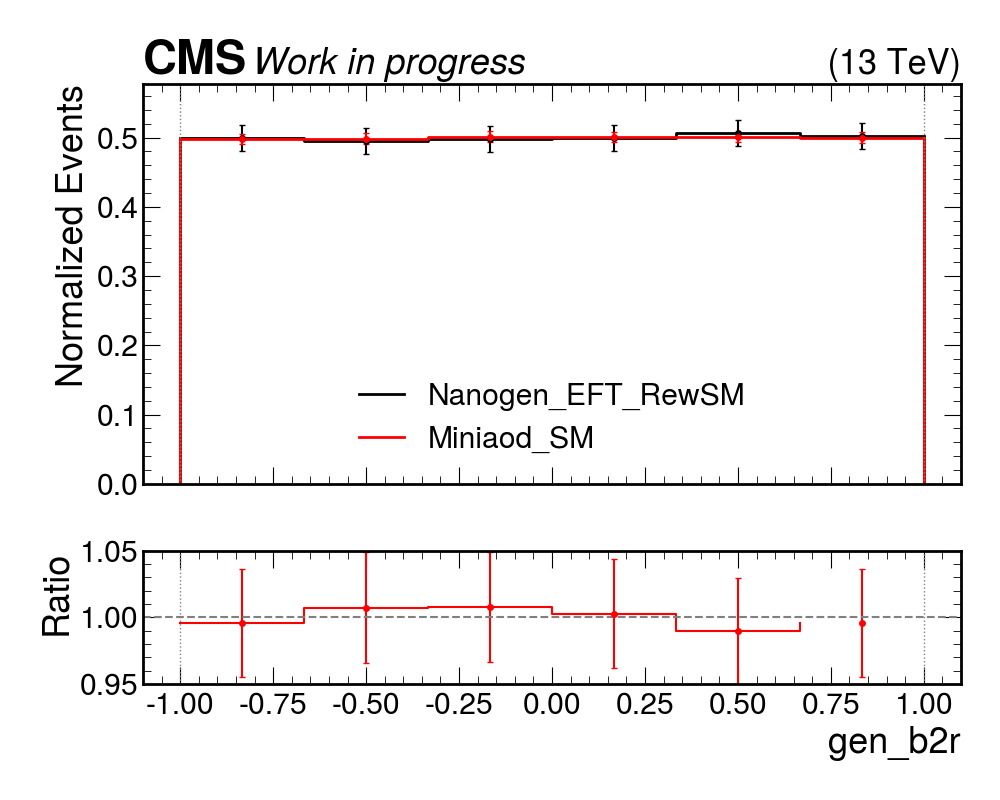 CMS Work in progress (13 TeV)
Normalized Events
0.5
0.4
0.3
0.2
0.1
0.0
Nanogen_EFT_RewSM
Miniaod_SM
Ratio
1.05
1.00
0.95
-1.00 -0.75 -0.50 -0.25 0.00 0.25 0.50 0.75 1.00
gen_b2r